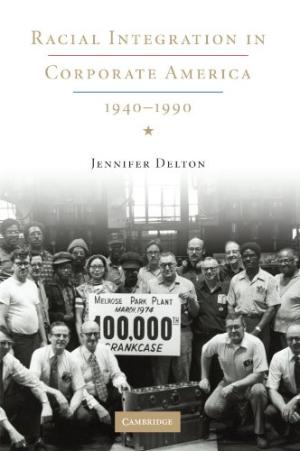 RACIAL INTEGRATION IN
CORPORATE AMERICA
1940–1990
JENNIFER DELTON
MELROSE PARK PLANT
MARCH 1974
100,000TH
CRANKCASE
CAMBRIDGE